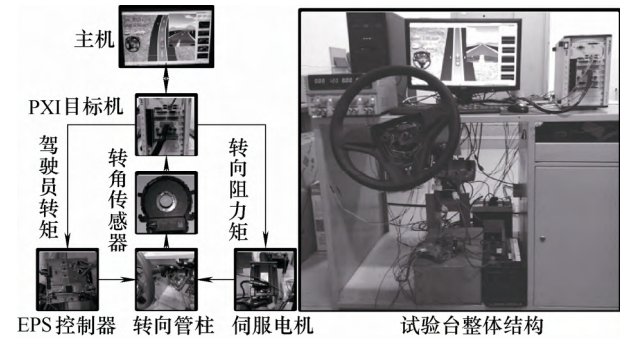 主机
PXI目标机
驾驶员转矩
转角传感器
转向阻力矩
EPS控制器
转向管柱
伺服电机
试验台整体结构